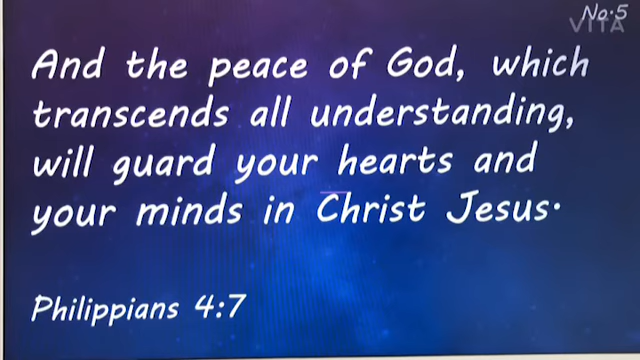 No.5
VITA
And the peace of God, which
transcends all understanding,
will guard your hearts and
your minds in Christ Jesus.
Philippians 4:7